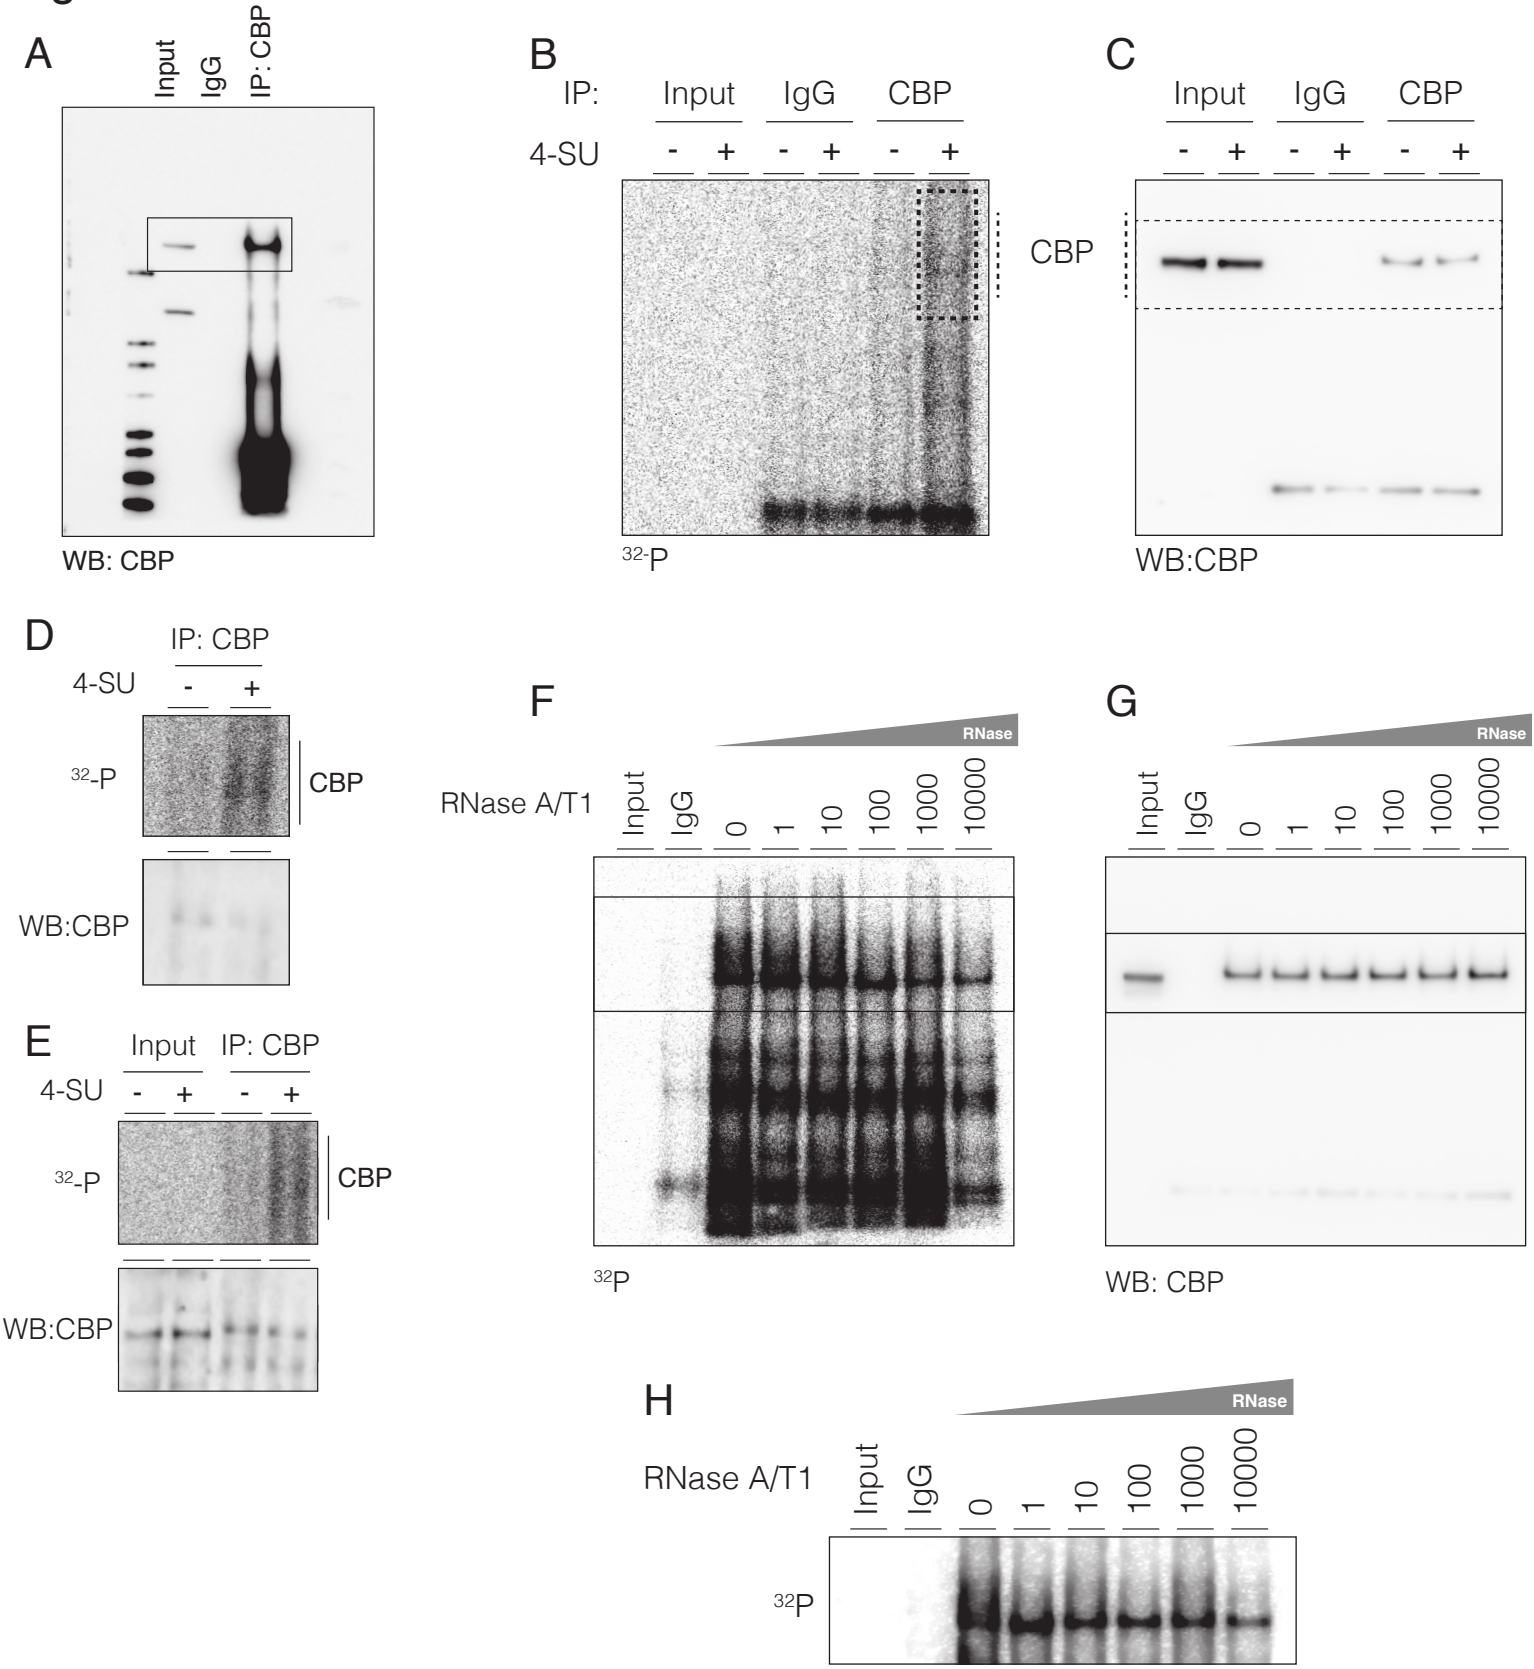 A
Input
IgG
IP: CBP
WB: CBP
B
IP: Input IgG CBP
4-SU - + - + - +
CBP
32-P
C
Input IgG CBP
- + - + - +
WB:CBP
D
IP: CBP
4-SU - +
32-P
CBP
WB:CBP
E
Input IP: CBP
4-SU - + - +
32-P
CBP
WB:CBP
F
RNase
RNase A/T1 Input IgG 0 1 10 100 1000 10000
32P
G
RNase
Input IgG 0 1 10 100 1000 10000
WB: CBP
H
RNase
RNase A/T1 Input IgG 0 1 10 100 1000 10000
32P